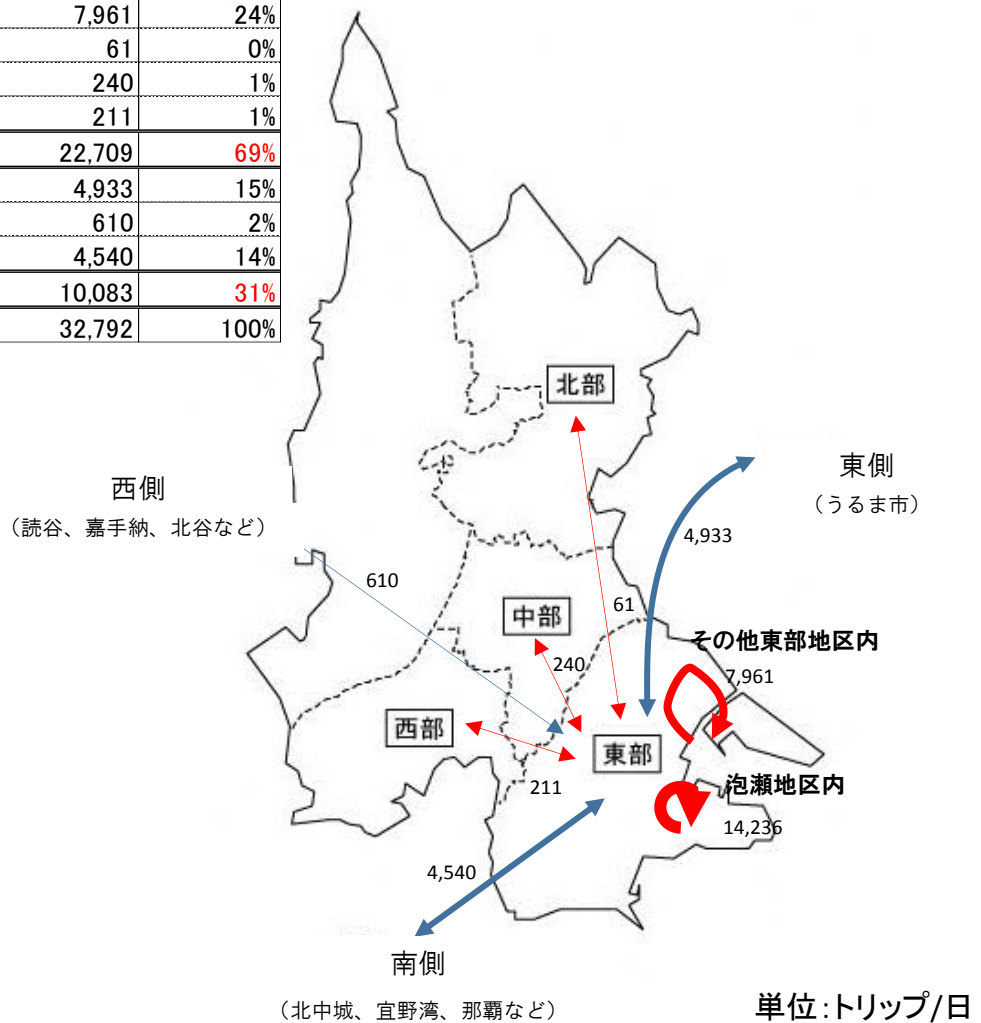 7,961 24%
61 0%
240 1%
211 1%
22,709 69%
4,933 15%
610 2%
4,540 14%
10,083 31%
32,792 100%
北部
西側
（読谷、嘉手納、北谷など）
東側
（うるま市）
4,933
610
61
中部
240
その他東部地区内
7,961
西部
東部
211
泡瀬地区内
14,236
4,540
南側
（北中城、宜野湾、那覇など）
単位：トリップ/日